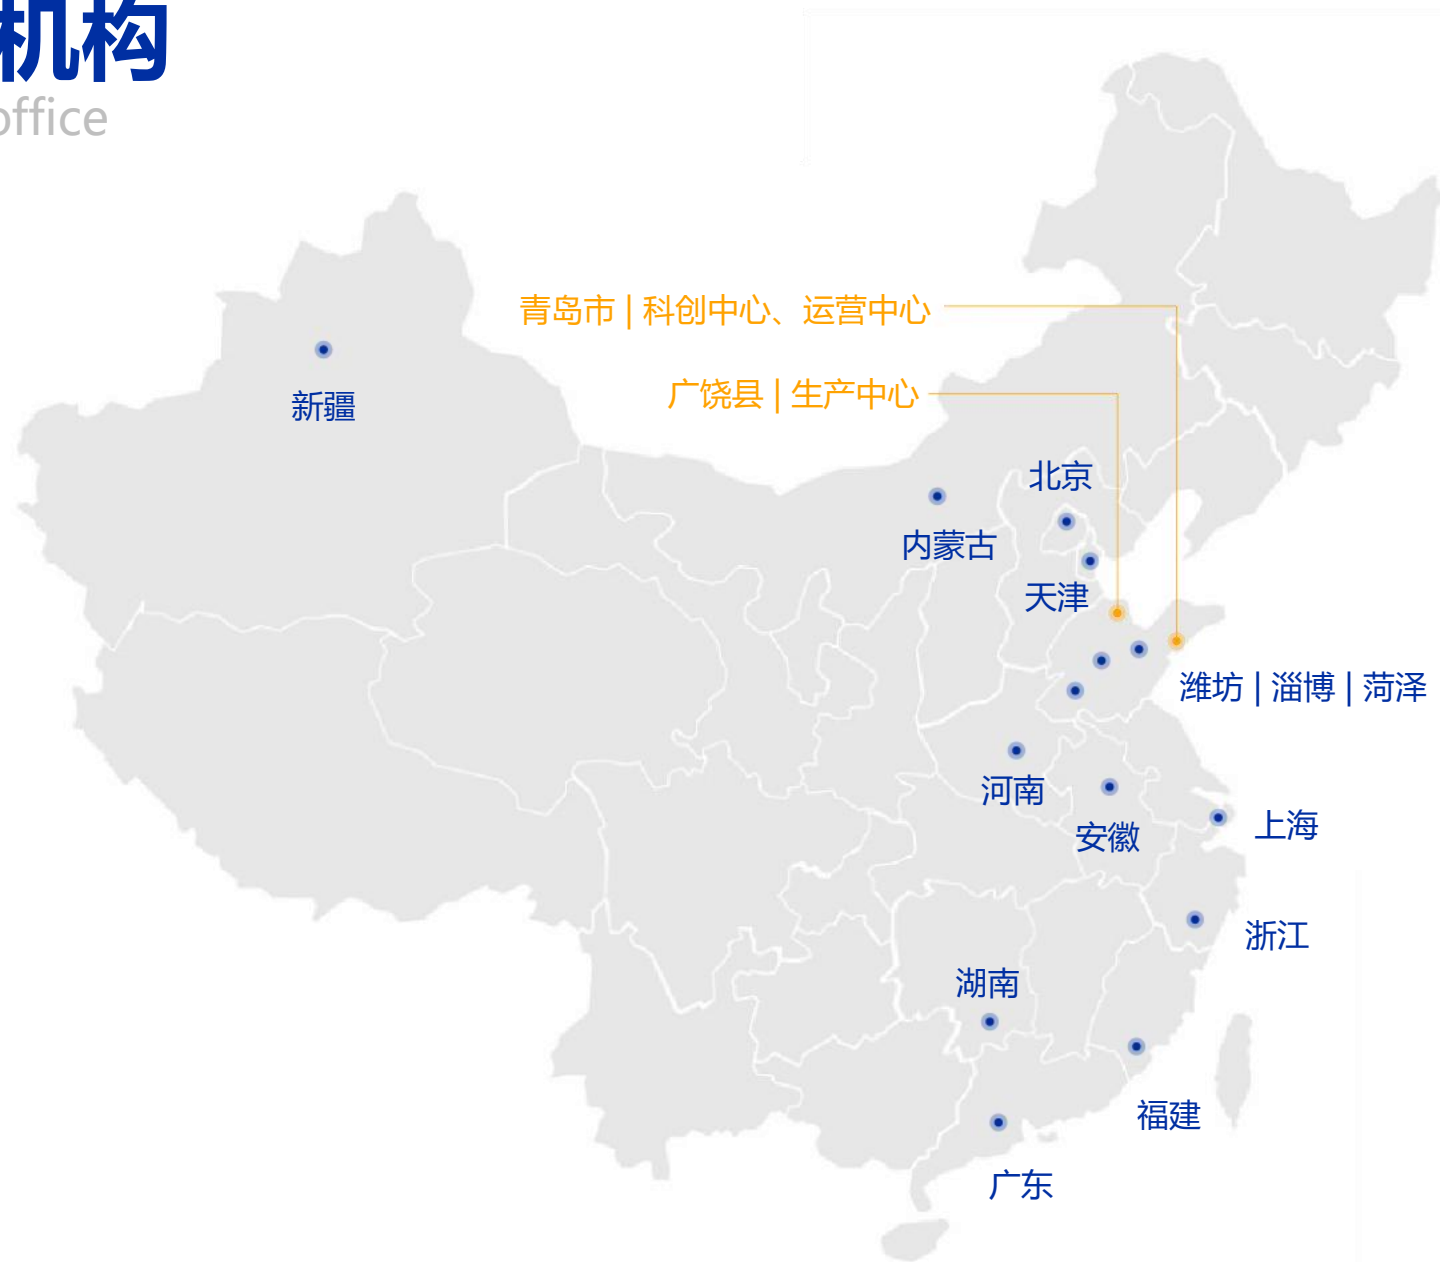 机构
office
青岛市 | 科创中心、运营中心
广饶县 | 生产中心
新疆
北京
内蒙古
天津
潍坊 | 淄博 | 菏泽
河南
安徽
上海
浙江
湖南
福建
广东